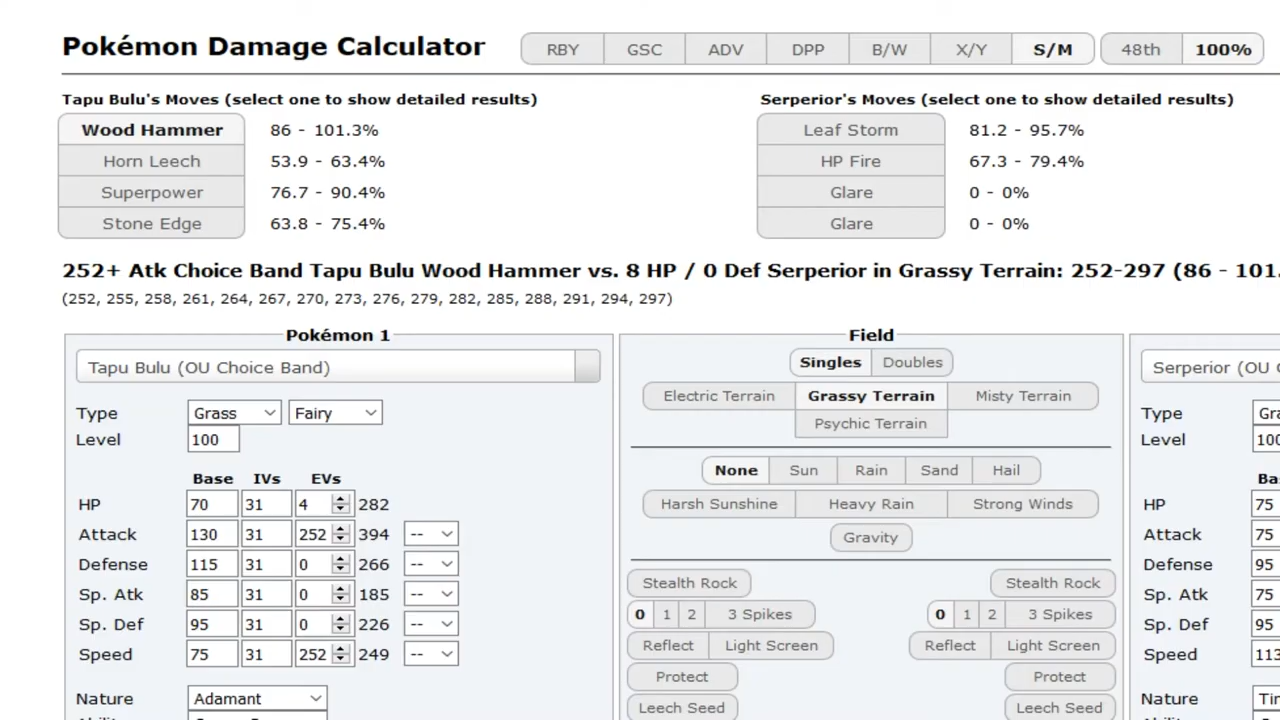 Pokémon Damage Calculator RBY GSC ADV DPP B/W X/Y S/M 48th 100%
Tapu Bulu's Moves (select one to show detailed results) Serperior's Moves (select one to show detailed results)
Wood Hammer 86 - 101.3% Leaf Storm 81.2 - 95.7%
Horn Leech 53.9 - 63.4% HP Fire 67.3 - 79.4%
Superpower 76.7 - 90.4% Glare 0 - 0%
Stone Edge 63.8 - 75.4% Glare 0 - 0%
252+ Atk Choice Band Tapu Bulu Wood Hammer vs. 8 HP / 0 Def Serperior in Grassy Terrain: 252-297 (86 - 101.
(252, 255, 258, 261, 264, 267, 270, 273, 276, 279, 282, 285, 288, 291, 294, 297)
Pokémon 1 Field
Tapu Bulu (OU Choice Band) Singles Doubles Serperior (OU
Type Grass Fairy Electric Terrain Grassy Terrain Misty Terrain Type
Level 100 Psychic Terrain Level
Base IVs EVs None Sun Rain Sand Hail
HP 70 31 4 282 Harsh Sunshine Heavy Rain Strong Winds HP 75
Attack 130 31 252 394 -- Gravity Attack 75
Defense 115 31 0 266 -- Defense 95
Sp. Atk 85 31 0 185 -- Stealth Rock Stealth Rock Sp. Atk 75
Sp. Def 95 31 0 226 -- 0 1 2 3 Spikes 0 1 2 3 Spikes Sp. Def 95
Speed 75 31 252 249 -- Reflect Light Screen Reflect Light Screen Speed 113
Protect Protect
Nature Adamant Leech Seed Leech Seed Nature